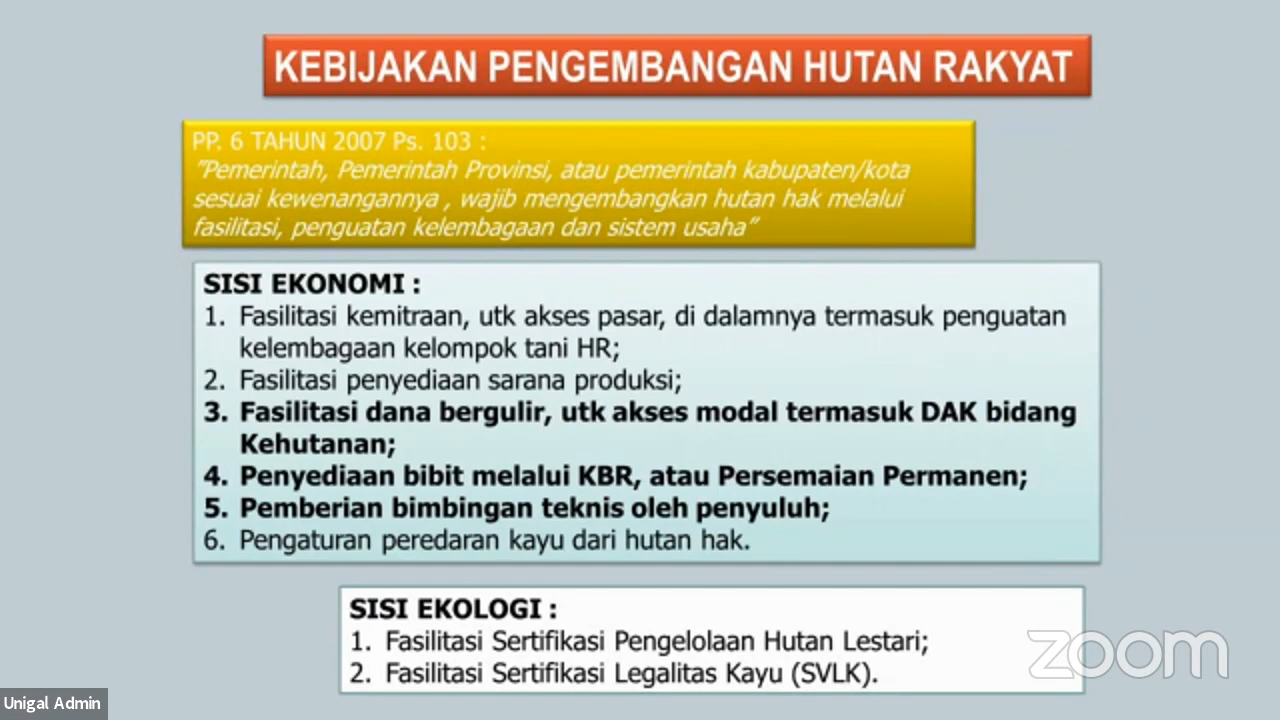 KEBIJAKAN PENGEMBANGAN HUTAN RAKYAT
PP. 6 TAHUN 2007 Ps. 103 :
"Pemerintah, Pemerintah Provinsi, atau pemerintah kabupaten/kota
sesuai kewenangannya , wajib mengembangkan hutan hak melalui
fasilitasi, penguatan kelembagaan dan sistem usaha"
SISI EKONOMI :
1. Fasilitasi kemitraan, utk akses pasar, di dalamnya termasuk penguatan
kelembagaan kelompok tani HR;
2. Fasilitasi penyediaan sarana produksi;
3. Fasilitasi dana bergulir, utk akses modal termasuk DAK bidang
Kehutanan;
4. Penyediaan bibit melalui KBR, atau Persemaian Permanen;
5. Pemberian bimbingan teknis oleh penyuluh;
6. Pengaturan peredaran kayu dari hutan hak.
SISI EKOLOGI :
1. Fasilitasi Sertifikasi Pengelolaan Hutan Lestari;
2. Fasilitasi Sertifikasi Legalitas Kayu (SVLK).
zoom
Unigal Admin